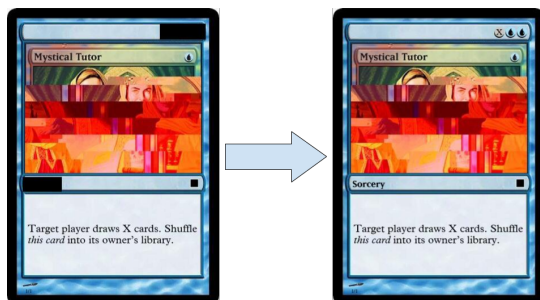 Mystical Tutor
Target player draws X cards. Shuffle
this card into its owner's library.
X
Mystical Tutor
Sorcery
Target player draws X cards. Shuffle
this card into its owner's library.